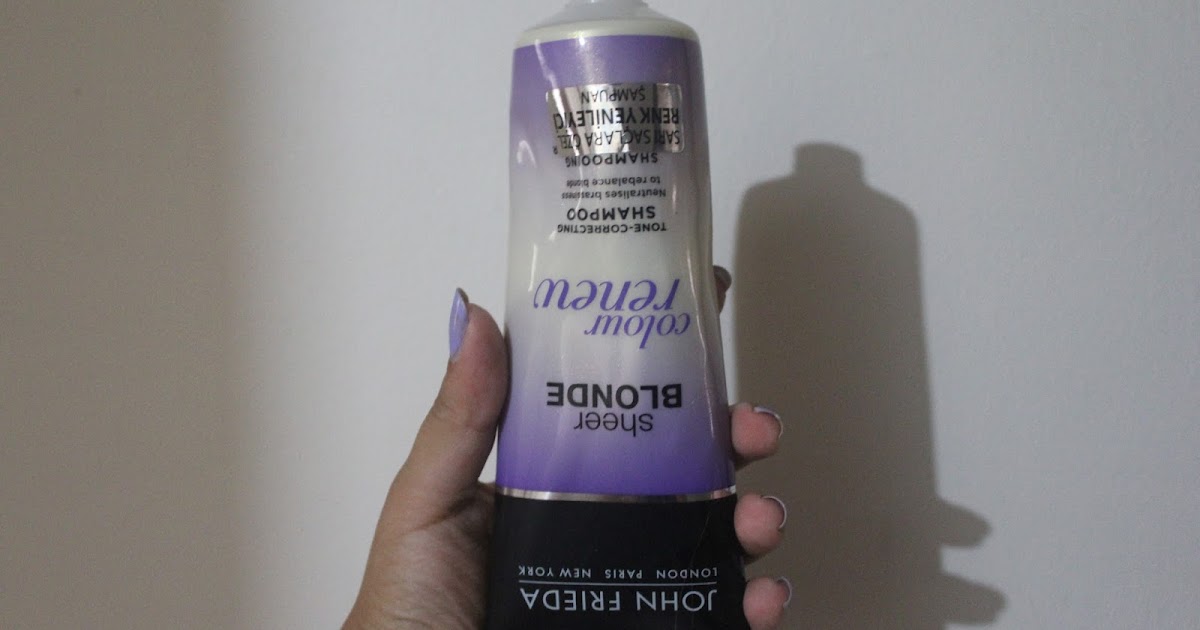 JOHN FRIEDA
LONDON PARIS NEW YORK
sheer
BLONDE
colour
renew
TONE-CORRECTING
SHAMPOO
Neutralises brassiness
to rebalance blonde
SHAMPOOING
SARI SAÇLARA ÖZEL
RENK YENİLEYİCİ
ŞAMPUAN